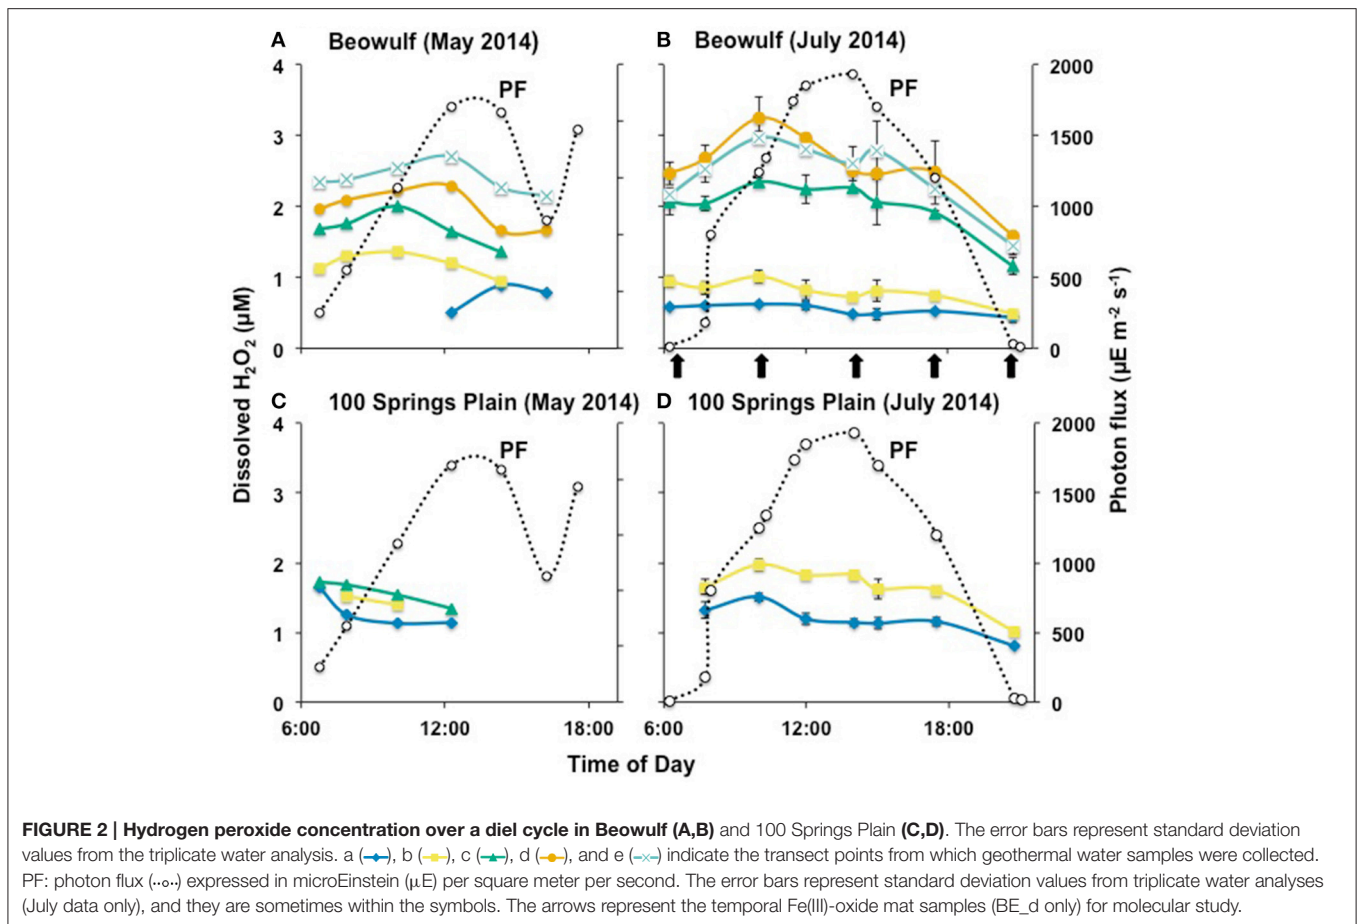 A Beowulf (May 2014)
B Beowulf (July 2014)
4
3
2
1
0
PF
PF
2000
1500
1000
500
0
C 100 Springs Plain (May 2014)
D 100 Springs Plain (July 2014)
4
3
2
1
0
PF
PF
2000
1500
1000
500
0
6:00 12:00 18:00
6:00 12:00 18:00
Dissolved H₂O₂ (µM)
Photon flux (µE m⁻² s⁻¹)
Time of Day
FIGURE 2 | Hydrogen peroxide concentration over a diel cycle in Beowulf (A,B) and 100 Springs Plain (C,D). The error bars represent standard deviation
values from the triplicate water analysis. a (), b (), c (), d (), and e () indicate the transect points from which geothermal water samples were collected.
PF: photon flux () expressed in microEinstein (µE) per square meter per second. The error bars represent standard deviation values from triplicate water analyses
(July data only), and they are sometimes within the symbols. The arrows represent the temporal Fe(III)-oxide mat samples (BE_d only) for molecular study.